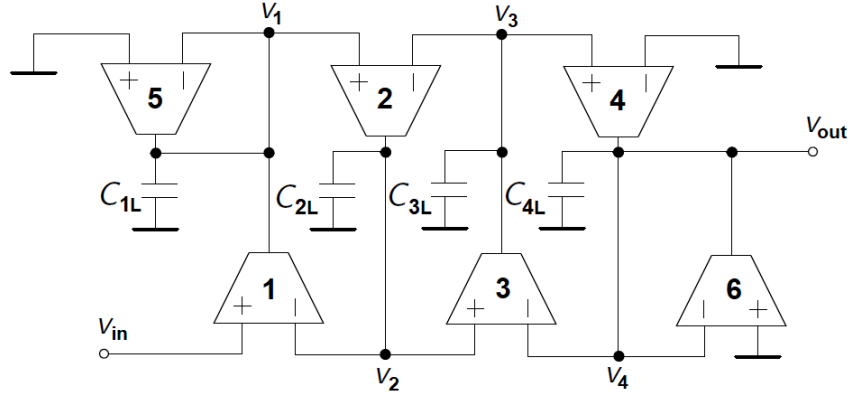 V1 V3
+ − + − + −
5 2 4
Vout
C1L C2L C3L C4L
1 3 6
+ − + − − +
Vin
V2 V4